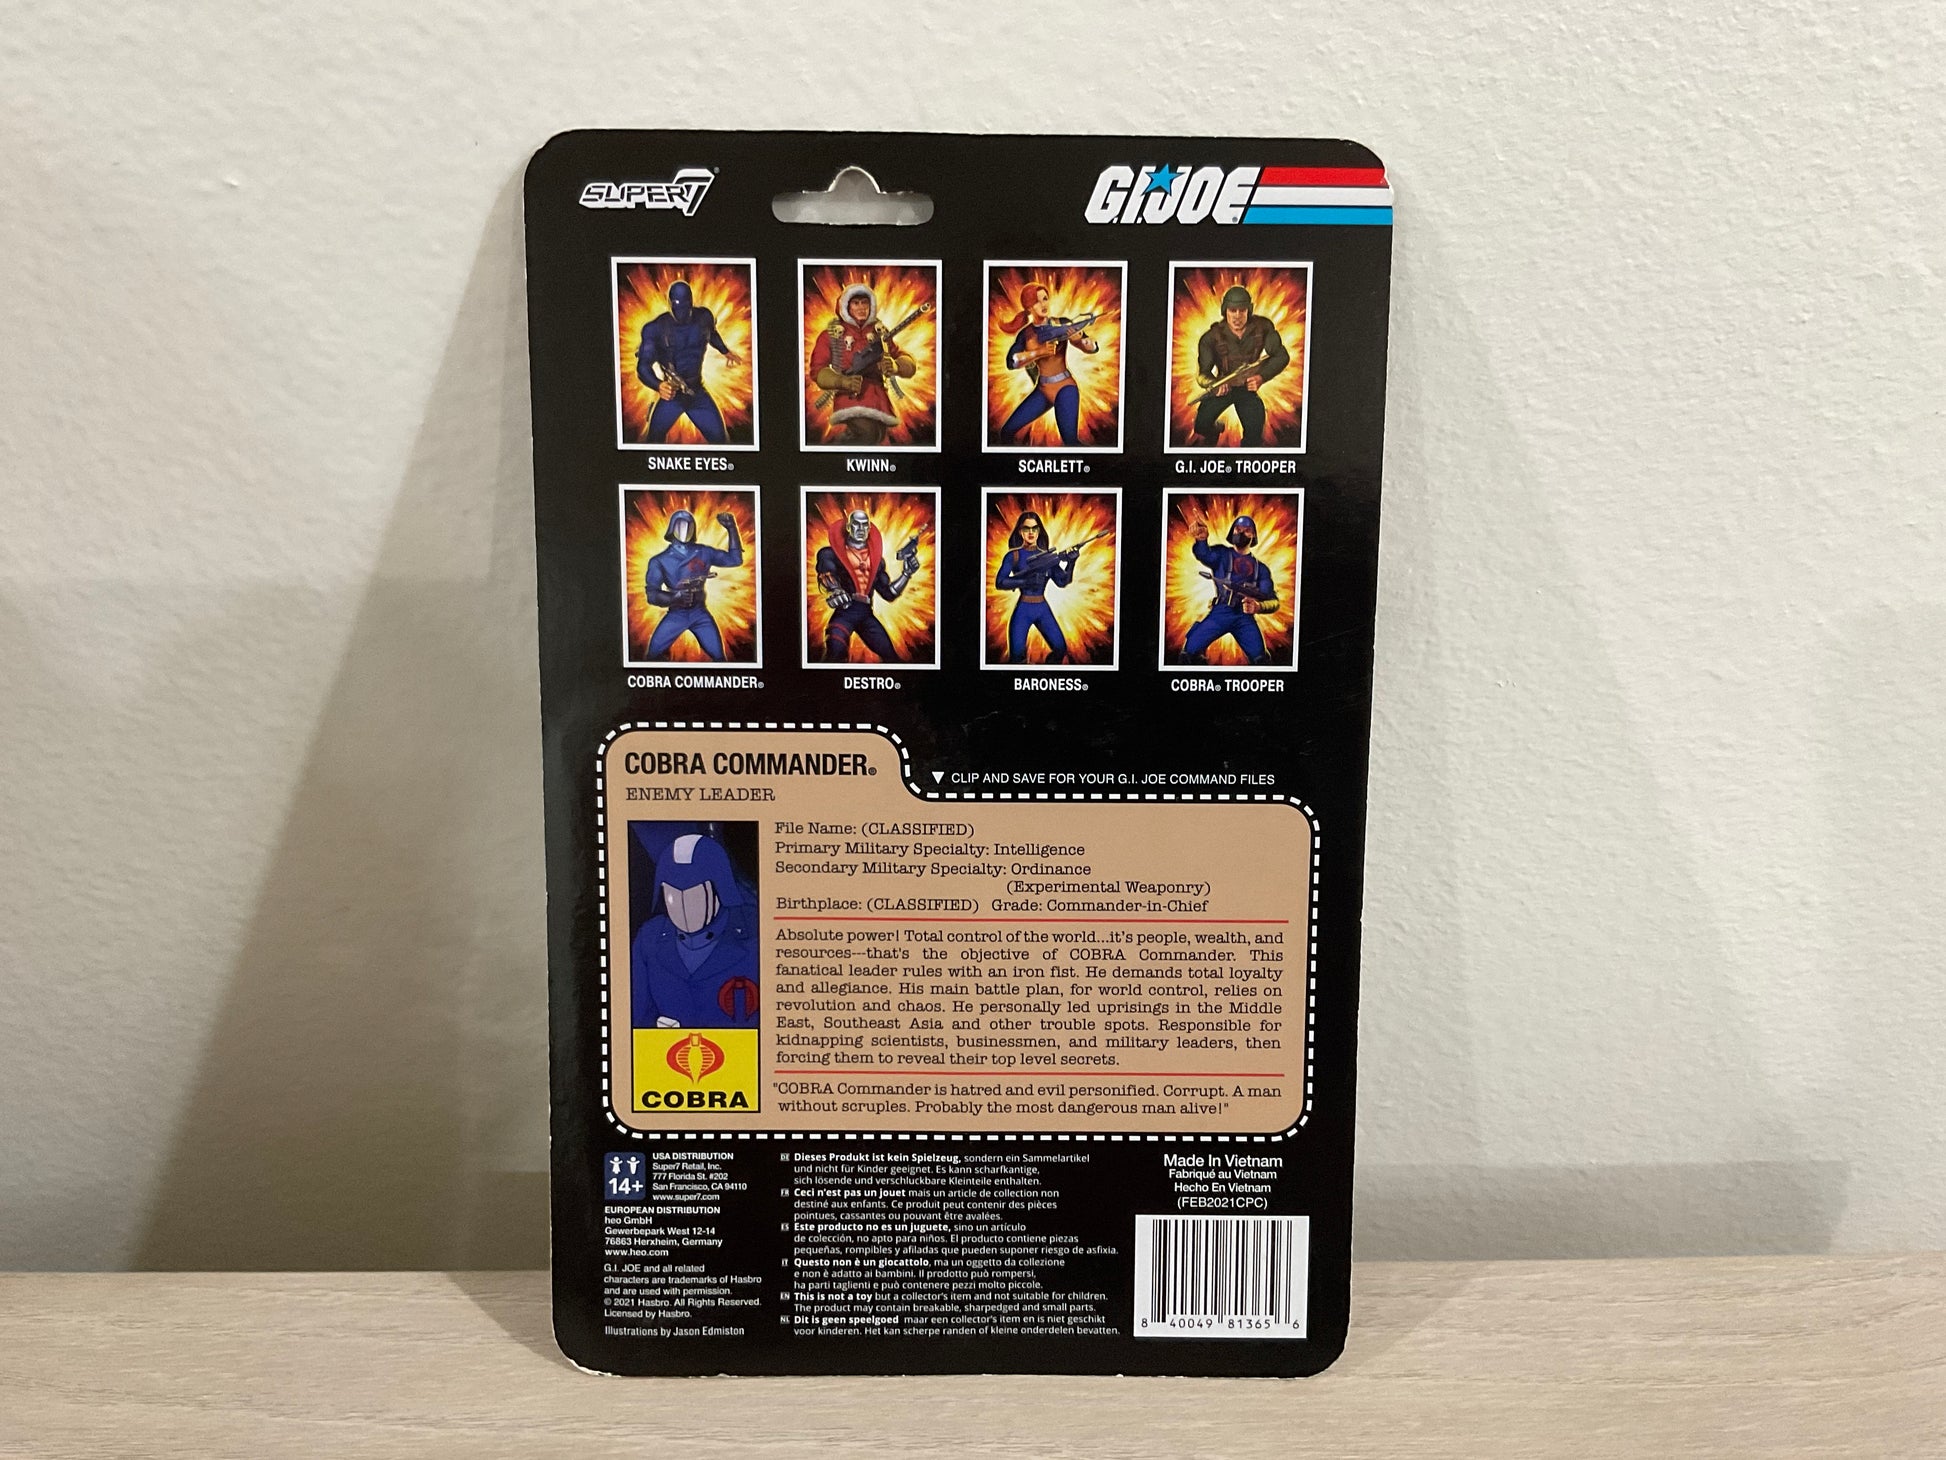 SUPER7
G.I. JOE
SNAKE EYES®
KWINN®
SCARLETT®
G.I. JOE® TROOPER
COBRA COMMANDER®
DESTRO®
BARONESS®
COBRA® TROOPER
COBRA COMMANDER®
ENEMY LEADER
▼ CLIP AND SAVE FOR YOUR G.I. JOE COMMAND FILES
File Name: (CLASSIFIED)
Primary Military Specialty: Intelligence
Secondary Military Specialty: Ordinance
(Experimental Weaponry)
Birthplace: (CLASSIFIED) Grade: Commander-in-Chief
Absolute power! Total control of the world...it's people, wealth, and
resources---that's the objective of COBRA Commander. This
fanatical leader rules with an iron fist. He demands total loyalty
and allegiance. His main battle plan, for world control, relies on
revolution and chaos. He personally led uprisings in the Middle
East, Southeast Asia and other trouble spots. Responsible for
kidnapping scientists, businessmen, and military leaders, then
forcing them to reveal their top level secrets.
"COBRA Commander is hatred and evil personified. Corrupt. A man
without scruples. Probably the most dangerous man alive!"
COBRA
14+
USA DISTRIBUTION
Super7 Retail, Inc.
777 Florida St. #202
San Francisco, CA 94110
www.super7.com
EUROPEAN DISTRIBUTION
heo GmbH
Gewerbepark West 12-14
76863 Herxheim, Germany
www.heo.com
G.I. JOE and all related
characters are trademarks of Hasbro
and are used with permission.
© 2021 Hasbro. All Rights Reserved.
Licensed by Hasbro.
Illustrations by Jason Edmiston
DE Dieses Produkt ist kein Spielzeug, sondern ein Sammelartikel
und nicht für Kinder geeignet. Es kann scharfkantige,
sich lösende und verschluckbare Kleinteile enthalten.
FR Ceci n'est pas un jouet mais un article de collection non
destiné aux enfants. Ce produit peut contenir des pièces
pointues, cassantes ou pouvant être avalées.
ES Este producto no es un juguete, sino un artículo
de colección, no apto para niños. El producto contiene piezas
pequeñas, rompibles y afiladas que pueden suponer riesgo de asfixia.
IT Questo non è un giocattolo, ma un oggetto da collezione
e non è adatto ai bambini. Il prodotto può rompersi,
ha parti taglienti e può contenere pezzi molto piccole.
EN This is not a toy but a collector's item and not suitable for children.
The product may contain breakable, sharpedged and small parts.
NL Dit is geen speelgoed maar een collector's item en is niet geschikt
voor kinderen. Het kan scherpe randen of kleine onderdelen bevatten.
Made In Vietnam
Fabriqué au Vietnam
Hecho En Vietnam
(FEB2021CPC)
8 40049 81365 6